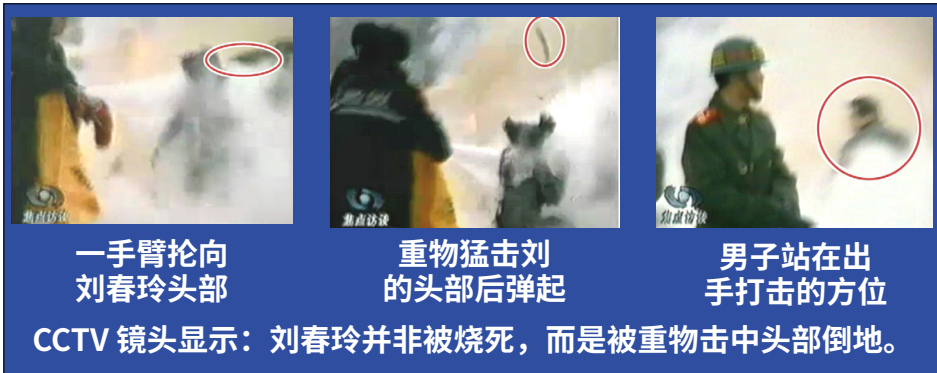 焦点访谈
焦点访谈
焦点访谈
一手臂抡向
刘春玲头部
重物猛击刘
的头部后弹起
男子站在出
手打击的方位
CCTV 镜头显示：刘春玲并非被烧死，而是被重物击中头部倒地。